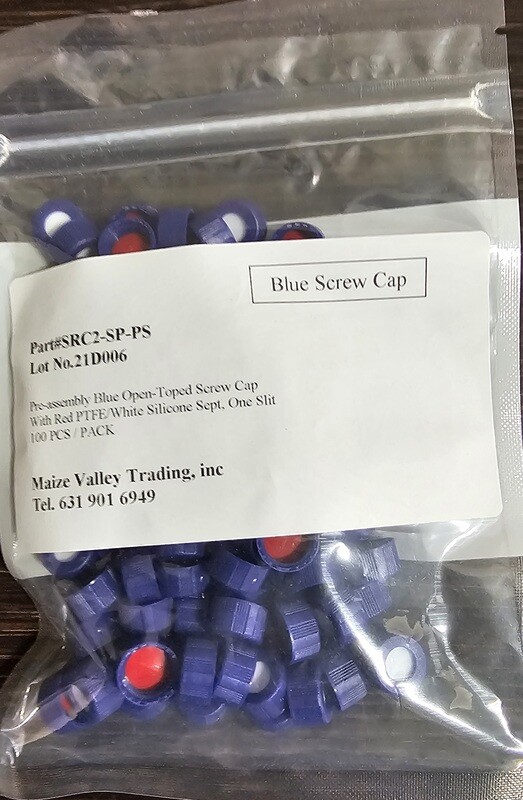 Blue Screw Cap
Part#SRC2-SP-PS
Lot No.21D006
Pre-assembly Blue Open-Toped Screw Cap
With Red PTFE/White Silicone Sept, One Slit
100 PCS / PACK
Maize Valley Trading, inc
Tel. 631 901 6949